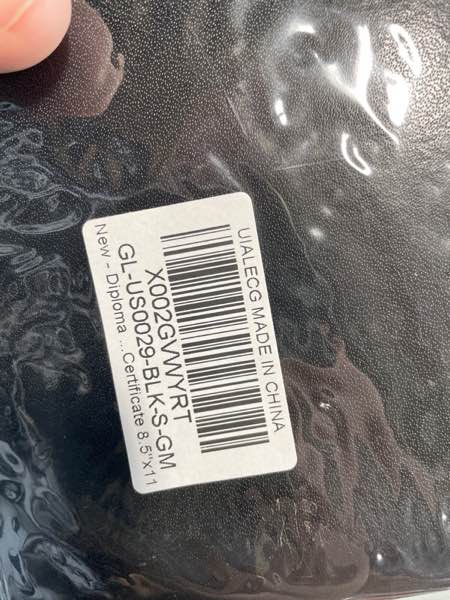 UIALECG MADE IN CHINA
X002GVWYRT
GL-US0029-BLK-S-GM
New - Diploma ... Certificate 8.5"x11